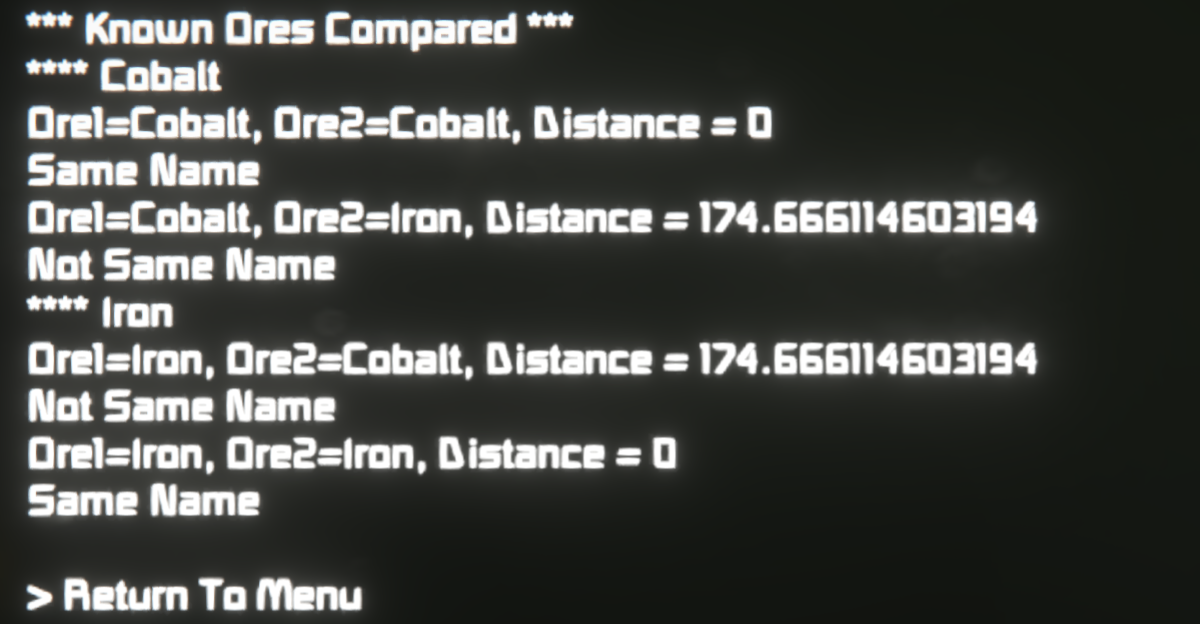 *** Known Ores Compared ***
**** Cobalt
Ore1=Cobalt, Ore2=Cobalt, Distance = 0
Same Name
Ore1=Cobalt, Ore2=Iron, Distance = 174.666114603194
Not Same Name
**** Iron
Ore1=Iron, Ore2=Cobalt, Distance = 174.666114603194
Not Same Name
Ore1=Iron, Ore2=Iron, Distance = 0
Same Name
> Return To Menu